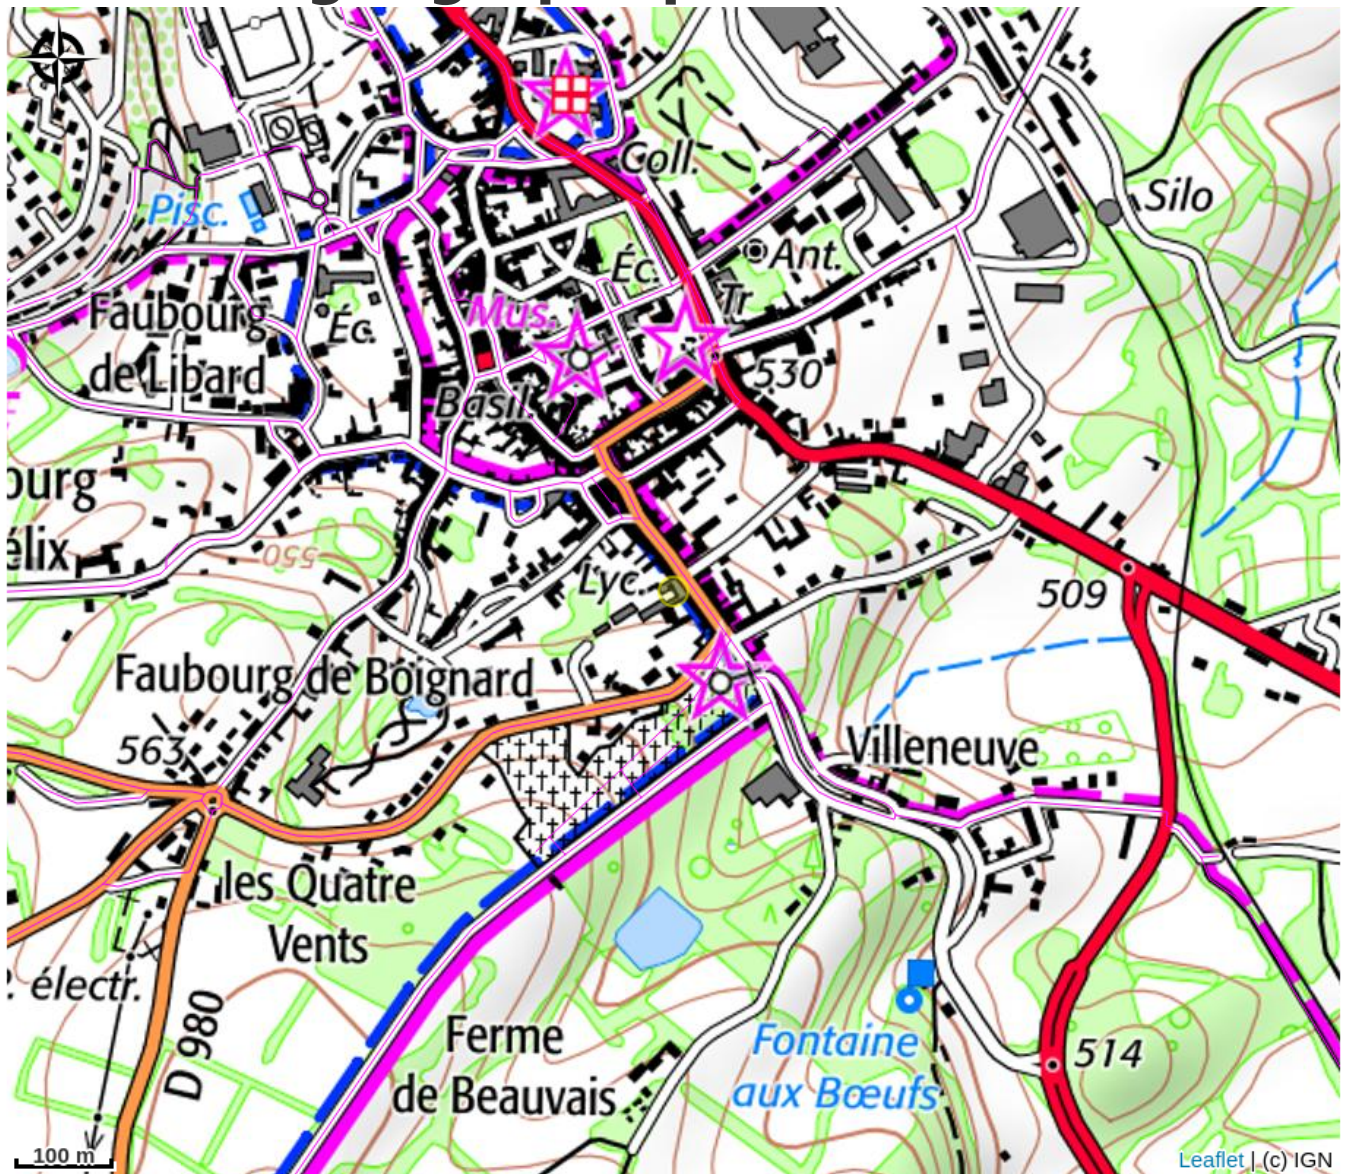 Coll.
Silo
Pisc.
Ant.
Éc.
Tr
Mus.
Faubourg
de Libard
Éc.
530
Basil.
ourg
élix
550
Lyc.
509
Faubourg de Boignard
563
Villeneuve
les Quatre
Vents
. électr.
D 980
Ferme
de Beauvais
Fontaine
aux Bœufs
514
100 m
Leaflet | (c) IGN